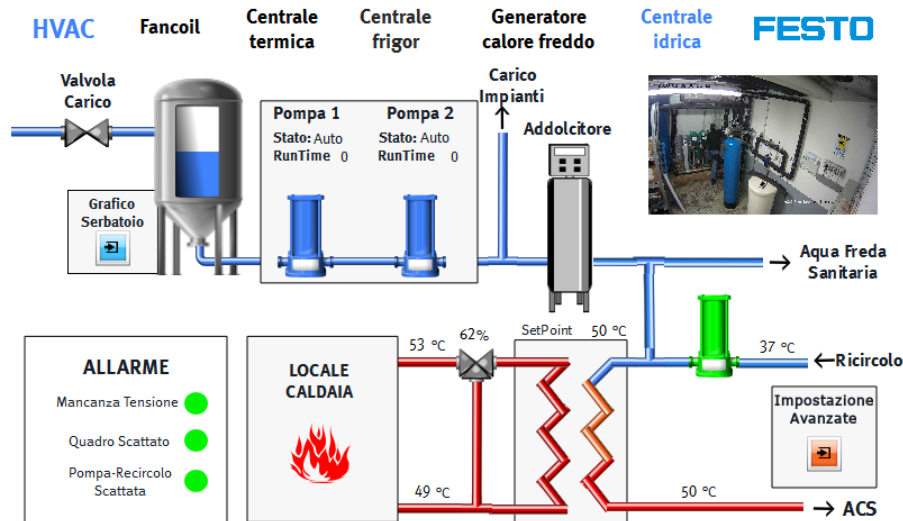 HVAC
Fancoil
Centrale
termica
Centrale
frigor
Generatore
calore freddo
Centrale
idrica
FESTO
Valvola
Carico
Pompa 1
Stato: Auto
RunTime 0
Pompa 2
Stato: Auto
RunTime 0
Carico
Impianti
Addolcitore
Grafico
Serbatoio
→ Aqua Freda
Sanitaria
ALLARME
Mancanza Tensione
Quadro Scattato
Pompa-Recircolo
Scattata
LOCALE
CALDAIA
53 °C
62%
49 °C
SetPoint 50 °C
37 °C
←Ricircolo
Impostazione
Avanzate
50 °C
→ ACS